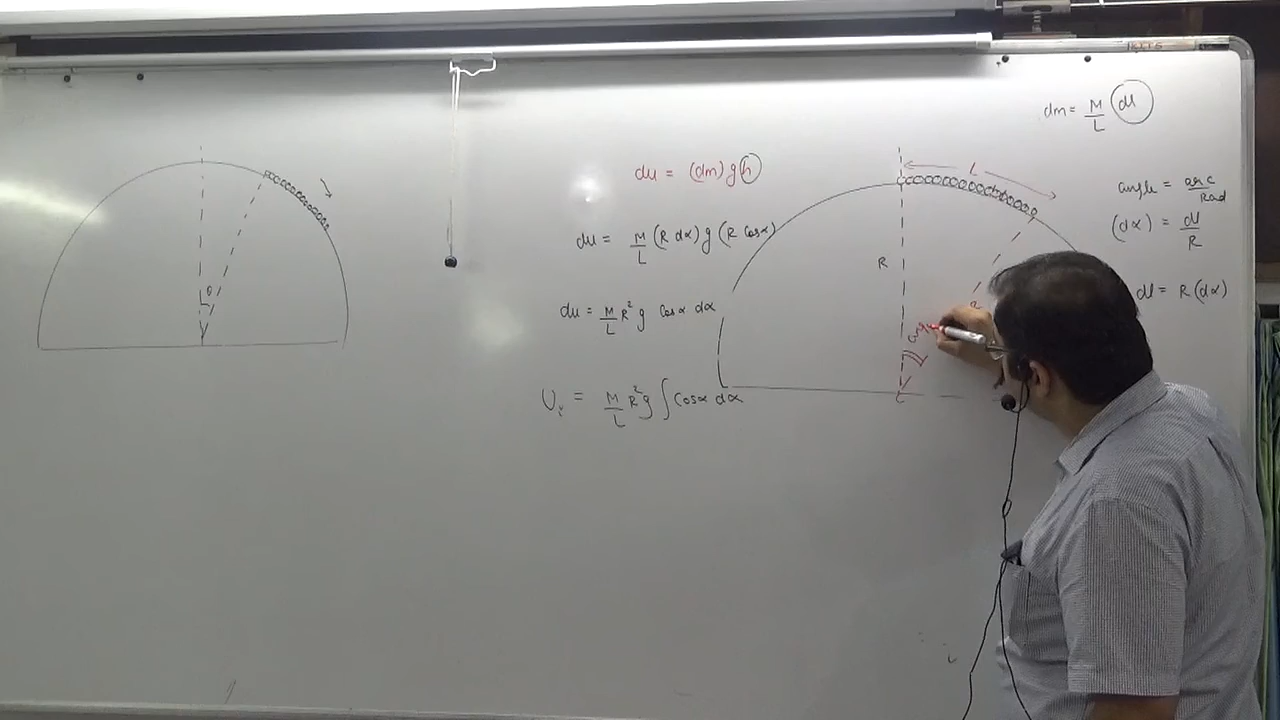 dm = M/L (dl)
du = (dm) g h
L
angle = arc/Rad
du = M/L (R dα) g (R cosα)
(dα) = dl/R
R
dl = R (dα)
θ
du = M/L R² g cosα dα
U = M/L R² g ∫ cosα dα